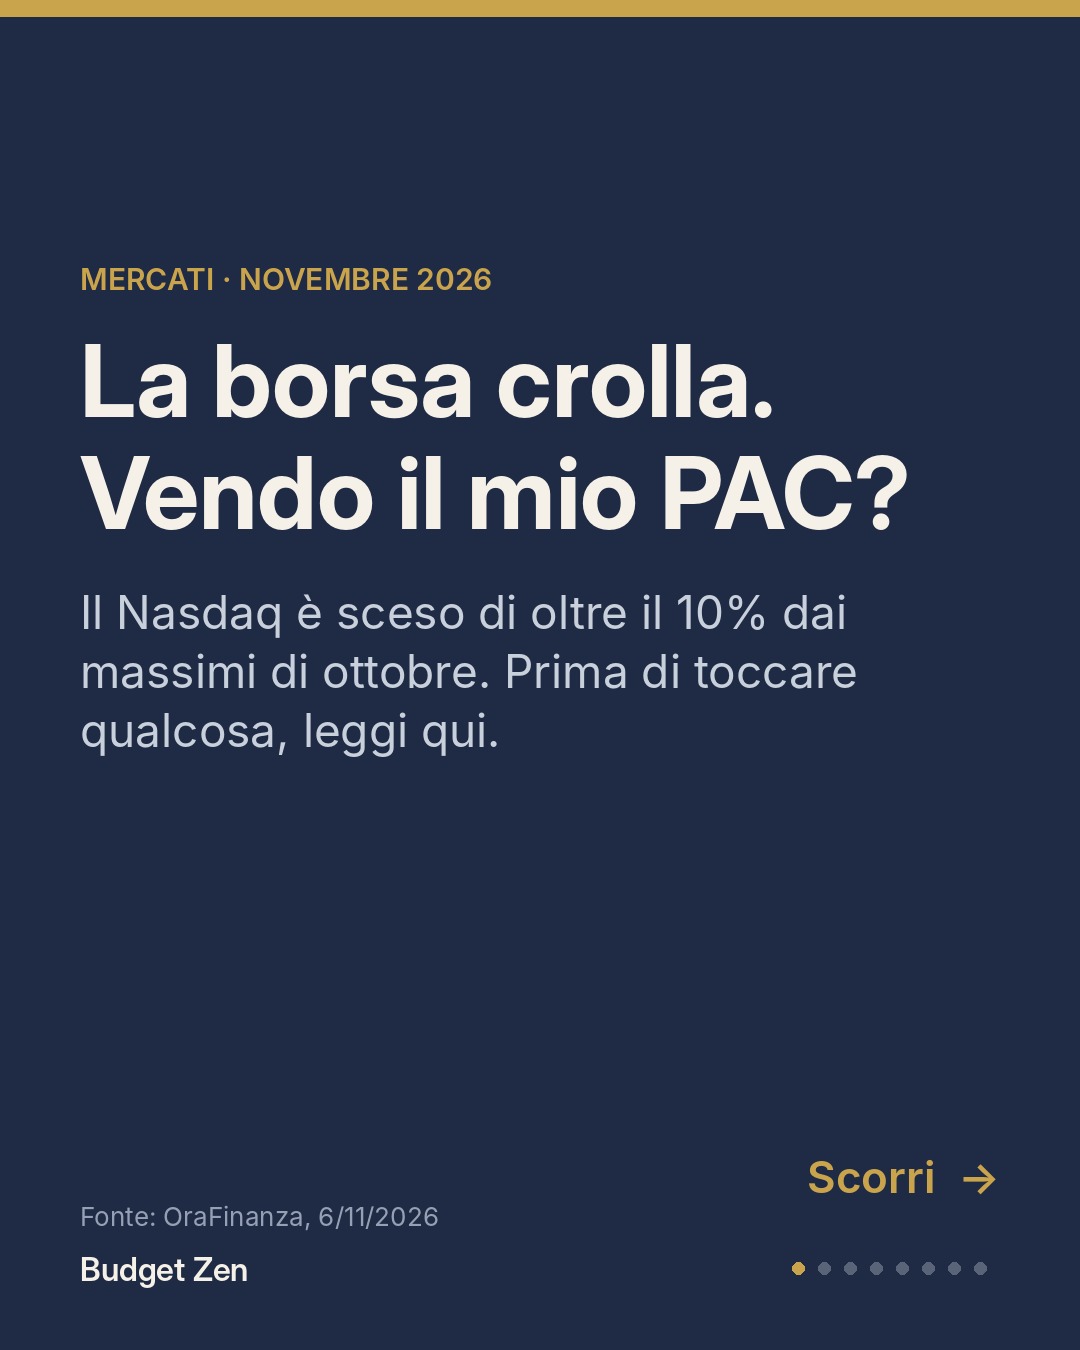 MERCATI · NOVEMBRE 2026
La borsa crolla.
Vendo il mio PAC?
Il Nasdaq è sceso di oltre il 10% dai
massimi di ottobre. Prima di toccare
qualcosa, leggi qui.
Scorri →
Fonte: OraFinanza, 6/11/2026
Budget Zen